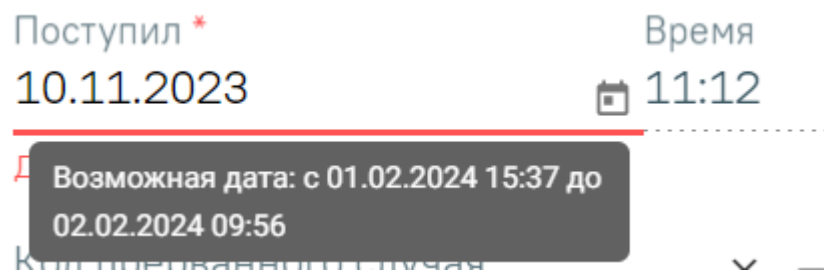 Поступил *
Время
10.11.2023
11:12
Возможная дата: с 01.02.2024 15:37 до
02.02.2024 09:56